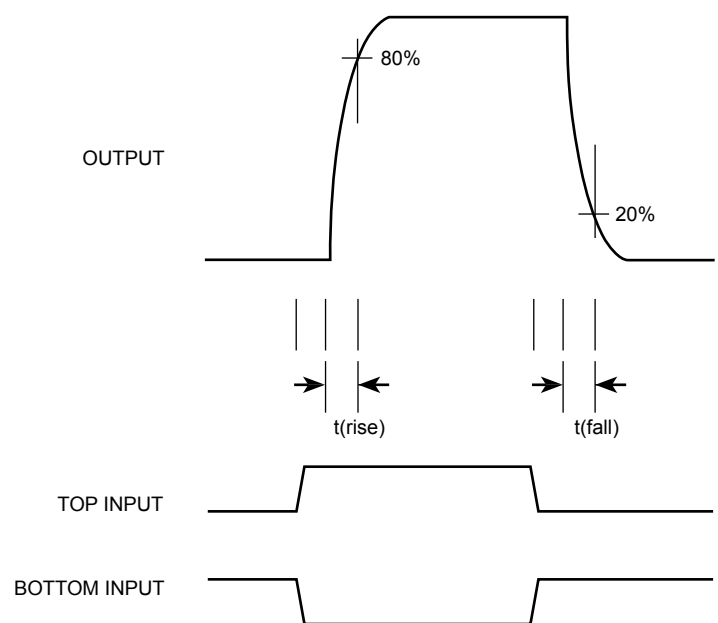 80%
OUTPUT
20%
t(rise)
t(fall)
TOP INPUT
BOTTOM INPUT